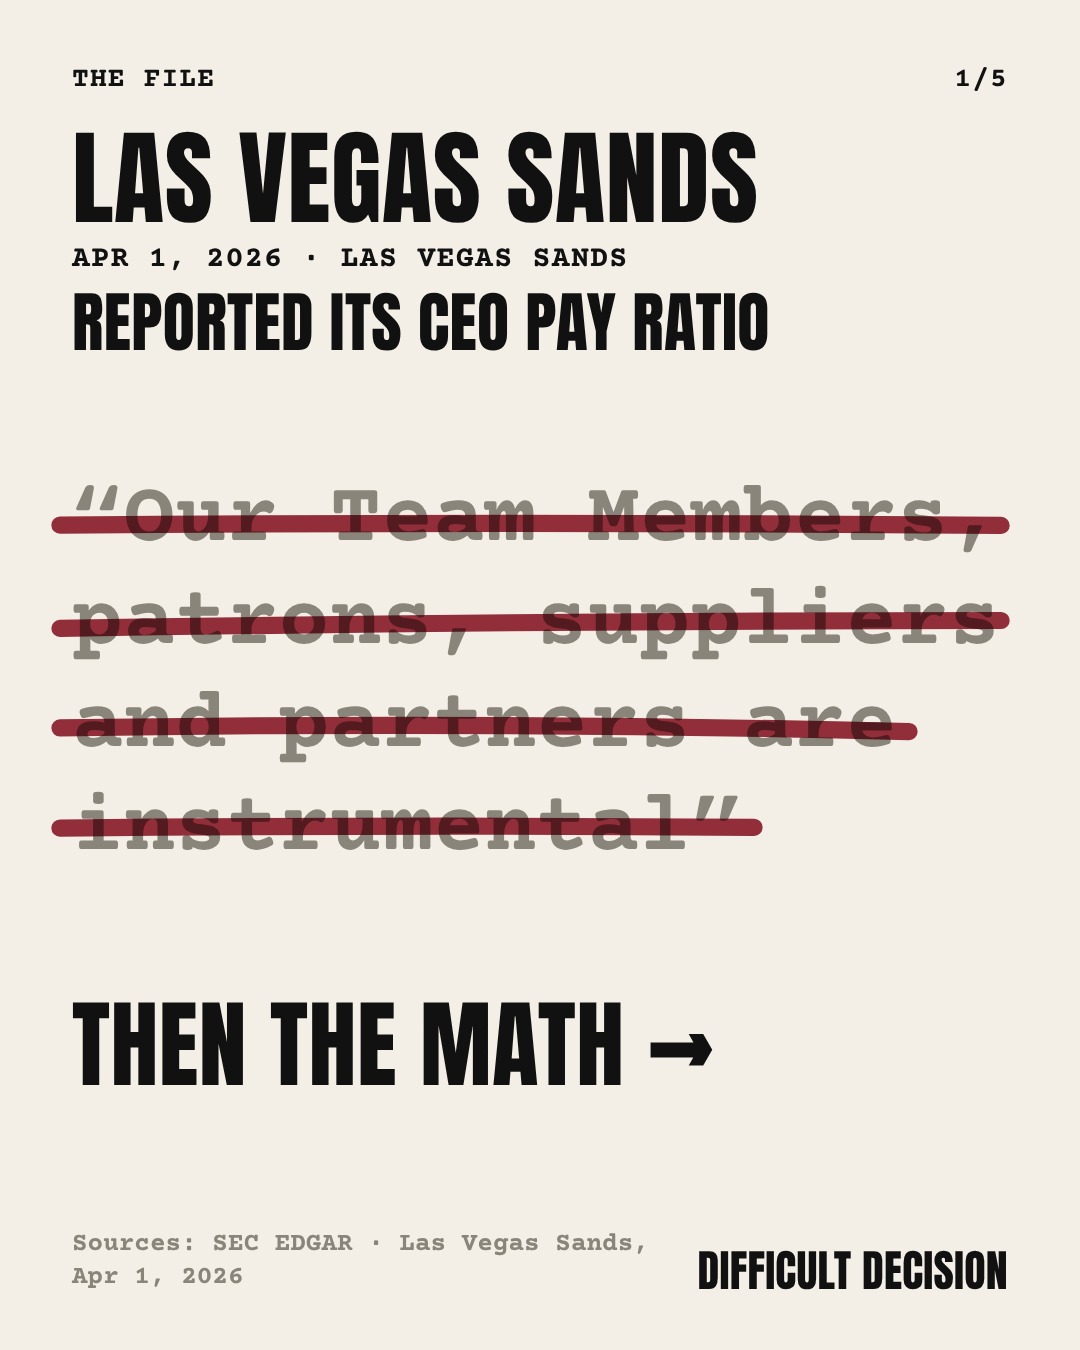 THE FILE
1/5
LAS VEGAS SANDS
APR 1, 2026 · LAS VEGAS SANDS
REPORTED ITS CEO PAY RATIO
“Our Team Members,
patrons, suppliers
and partners are
instrumental”
THEN THE MATH →
Sources: SEC EDGAR · Las Vegas Sands,
Apr 1, 2026
DIFFICULT DECISION